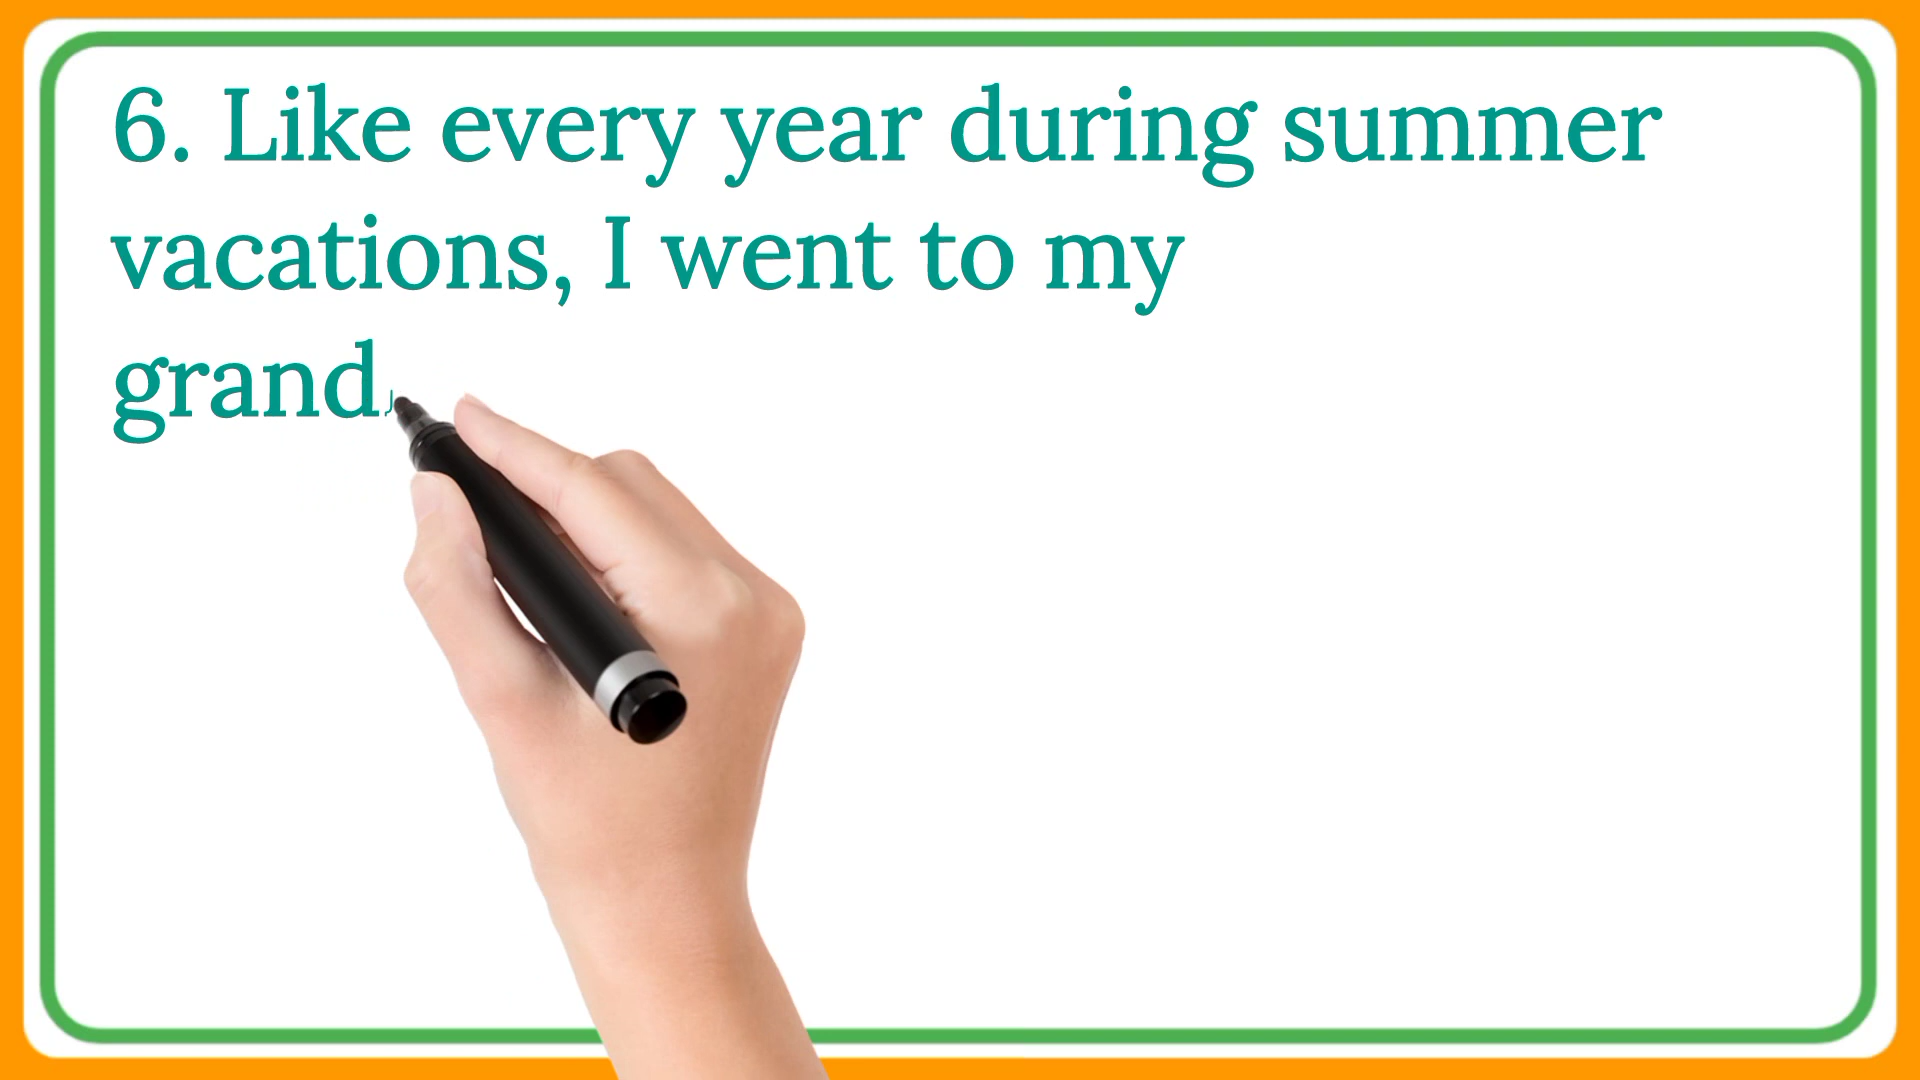 6. Like every year during summer
vacations, I went to my
grand